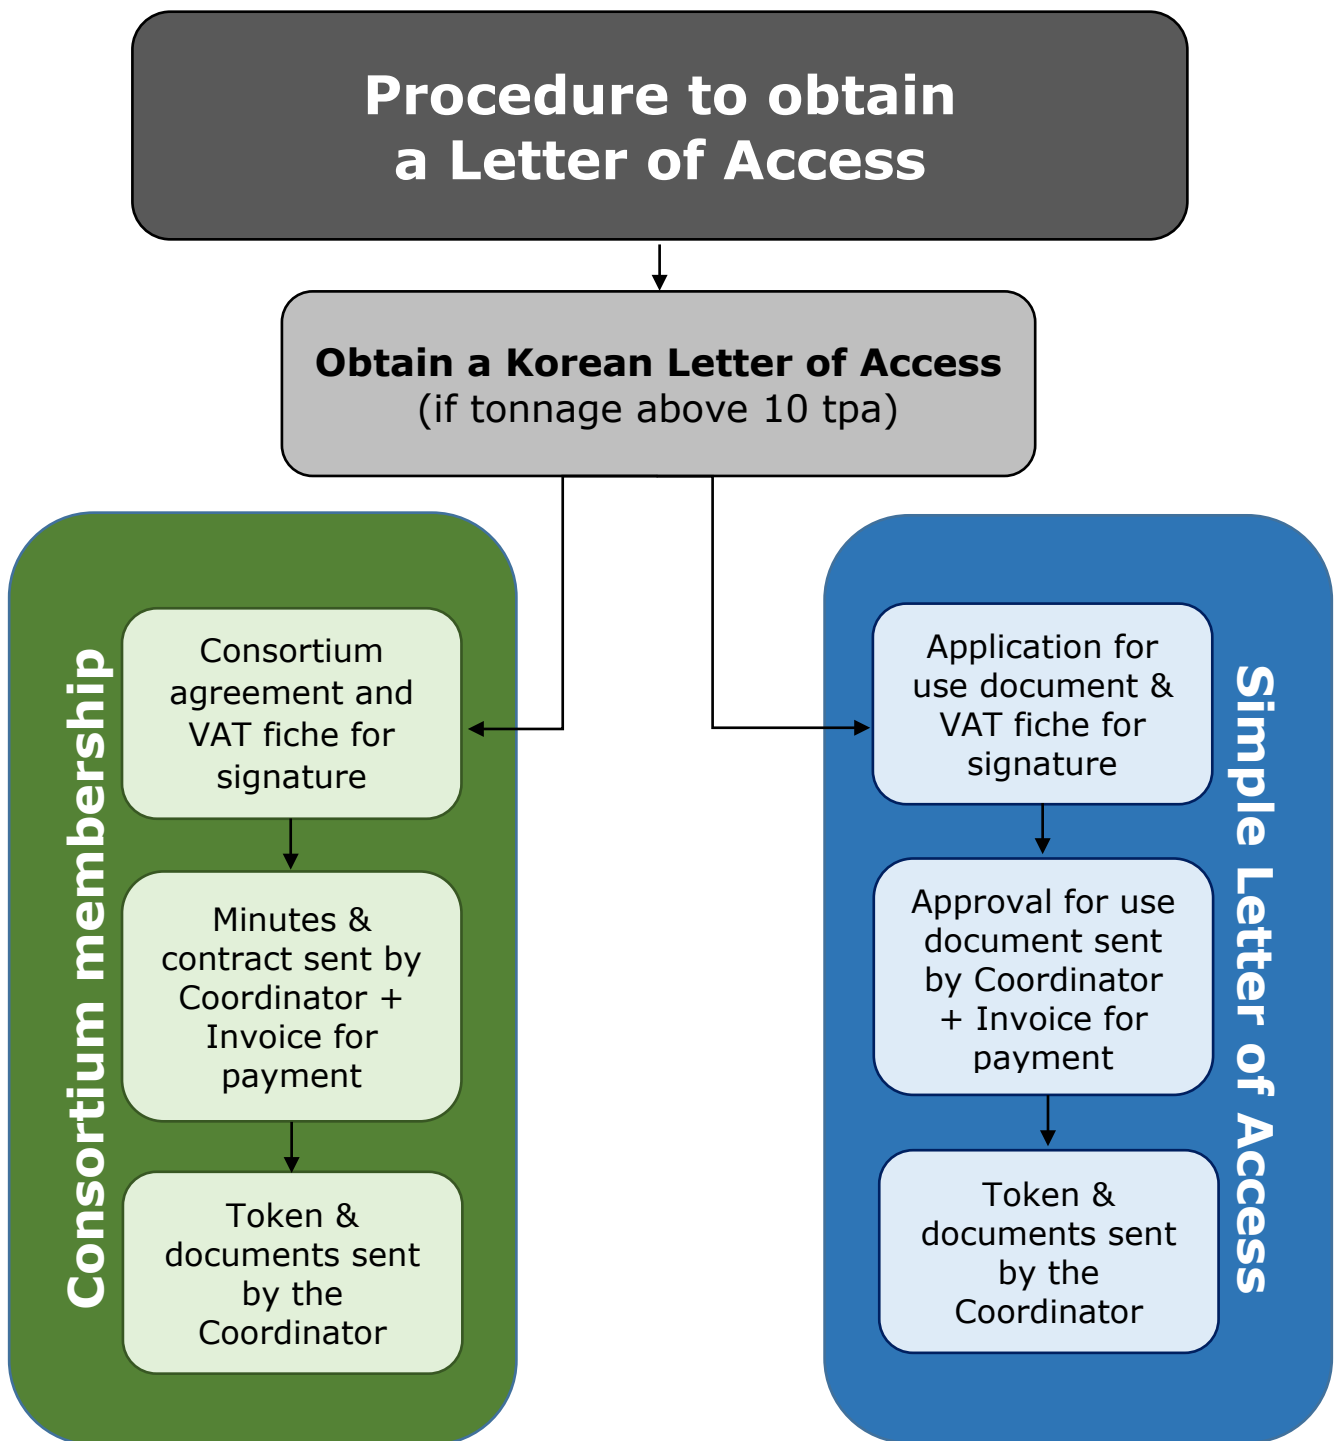 Procedure to obtain
a Letter of Access
Obtain a Korean Letter of Access
(if tonnage above 10 tpa)
Consortium membership
Consortium
agreement and
VAT fiche for
signature
Minutes &
contract sent by
Coordinator +
Invoice for
payment
Token &
documents sent
by the
Coordinator
Application for
use document &
VAT fiche for
signature
Approval for use
document sent
by Coordinator
+ Invoice for
payment
Token &
documents sent
by the
Coordinator
Simple Letter of Access